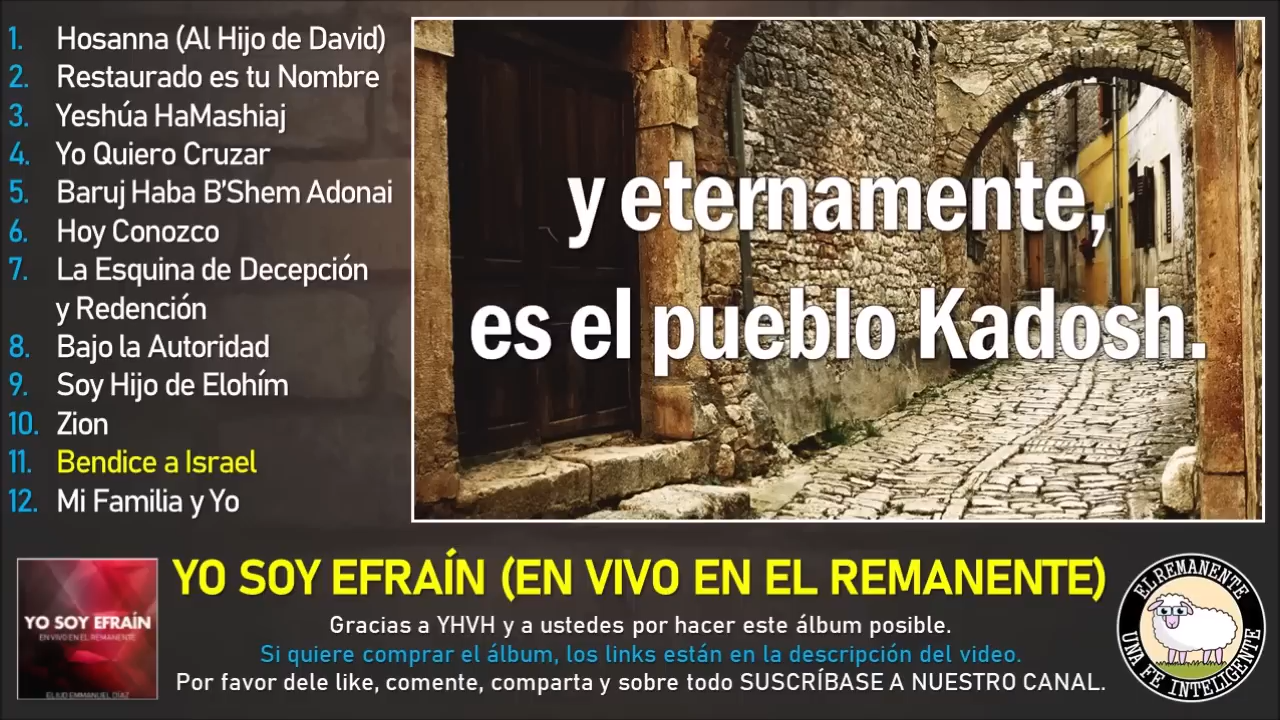 1. Hosanna (Al Hijo de David)
2. Restaurado es tu Nombre
3. Yeshúa HaMashiaj
4. Yo Quiero Cruzar
5. Baruj Haba B'Shem Adonai
6. Hoy Conozco
7. La Esquina de Decepción
y Redención
8. Bajo la Autoridad
9. Soy Hijo de Elohím
10. Zion
11. Bendice a Israel
12. Mi Familia y Yo
y eternamente,
es el pueblo Kadosh.
YO SOY EFRAÍN
EN VIVO EN EL REMANENTE
ELIUD EMMANUEL DÍAZ
YO SOY EFRAÍN (EN VIVO EN EL REMANENTE)
Gracias a YHVH y a ustedes por hacer este álbum posible.
Si quiere comprar el álbum, los links están en la descripción del video.
Por favor dele like, comente, comparta y sobre todo SUSCRÍBASE A NUESTRO CANAL.
EL REMANENTE
UNA FE INTELIGENTE